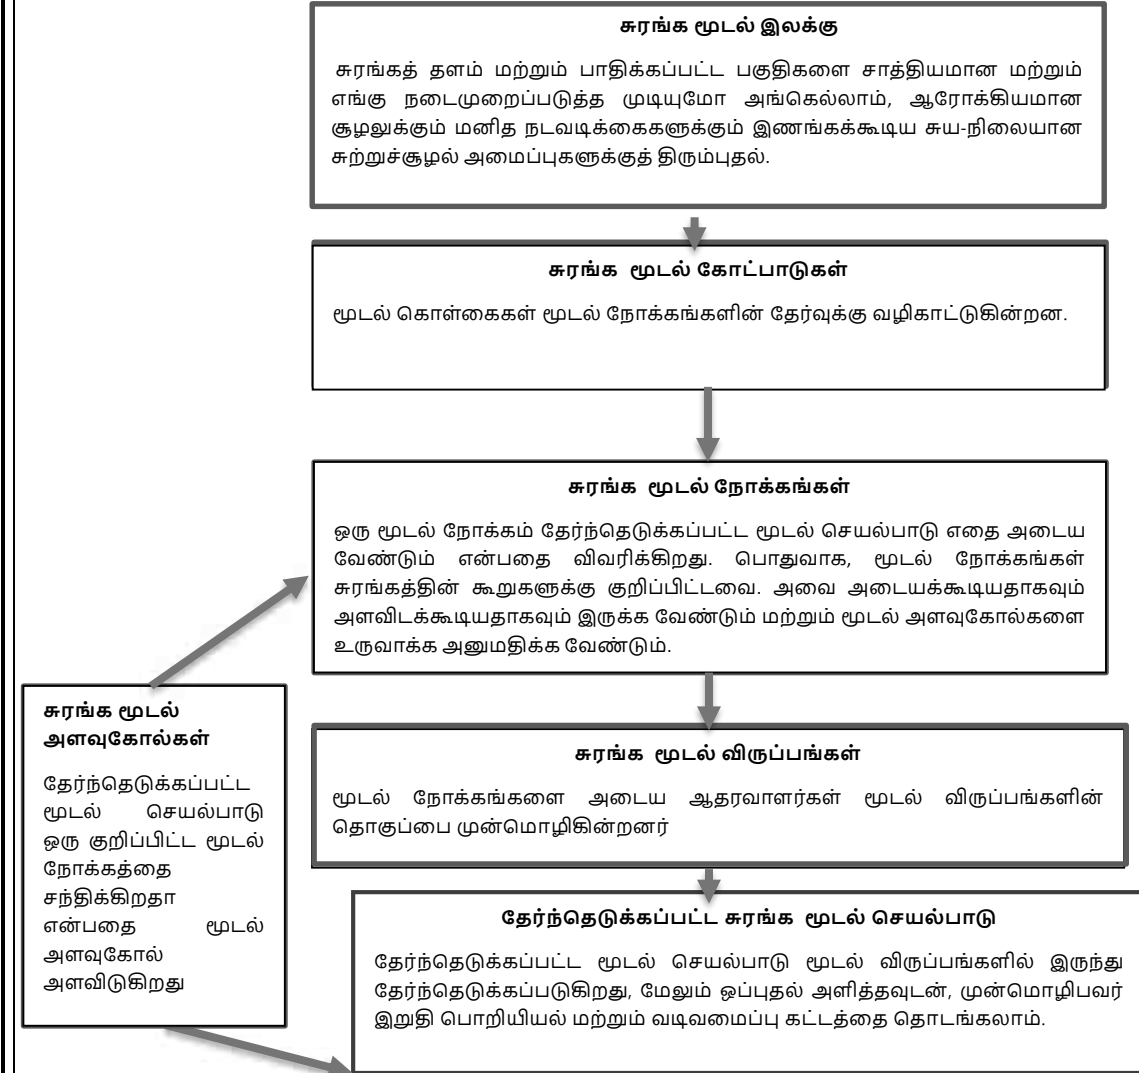 சுரங்க மூடல் இலக்கு
சுரங்கத் தளம் மற்றும் பாதிக்கப்பட்ட பகுதிகளை சாத்தியமான மற்றும்
எங்கு நடைமுறைப்படுத்த முடியுமோ அங்கெல்லாம், ஆரோக்கியமான
சூழலுக்கும் மனித நடவடிக்கைகளுக்கும் இணங்கக்கூடிய சுய-நிலையான
சுற்றுச்சூழல் அமைப்புகளுக்குத் திரும்புதல்.
சுரங்க மூடல் கோட்பாடுகள்
மூடல் கொள்கைகள் மூடல் நோக்கங்களின் தேர்வுக்கு வழிகாட்டுகின்றன.
சுரங்க மூடல் நோக்கங்கள்
ஒரு மூடல் நோக்கம் தேர்ந்தெடுக்கப்பட்ட மூடல் செயல்பாடு எதை அடைய
வேண்டும் என்பதை விவரிக்கிறது. பொதுவாக, மூடல் நோக்கங்கள்
சுரங்கத்தின் கூறுகளுக்கு குறிப்பிட்டவை. அவை அடையக்கூடியதாகவும்
அளவிடக்கூடியதாகவும் இருக்க வேண்டும் மற்றும் மூடல் அளவுகோல்களை
உருவாக்க அனுமதிக்க வேண்டும்.
சுரங்க மூடல்
அளவுகோல்கள்
தேர்ந்தெடுக்கப்பட்ட
மூடல் செயல்பாடு
ஒரு குறிப்பிட்ட மூடல்
நோக்கத்தை
சந்திக்கிறதா
என்பதை மூடல்
அளவுகோல்
அளவிடுகிறது
சுரங்க மூடல் விருப்பங்கள்
மூடல் நோக்கங்களை அடைய ஆதரவாளர்கள் மூடல் விருப்பங்களின்
தொகுப்பை முன்மொழிகின்றனர்
தேர்ந்தெடுக்கப்பட்ட சுரங்க மூடல் செயல்பாடு
தேர்ந்தெடுக்கப்பட்ட மூடல் செயல்பாடு மூடல் விருப்பங்களில் இருந்து
தேர்ந்தெடுக்கப்படுகிறது, மேலும் ஒப்புதல் அளித்தவுடன், முன்மொழிபவர்
இறுதி பொறியியல் மற்றும் வடிவமைப்பு கட்டத்தை தொடங்கலாம்.